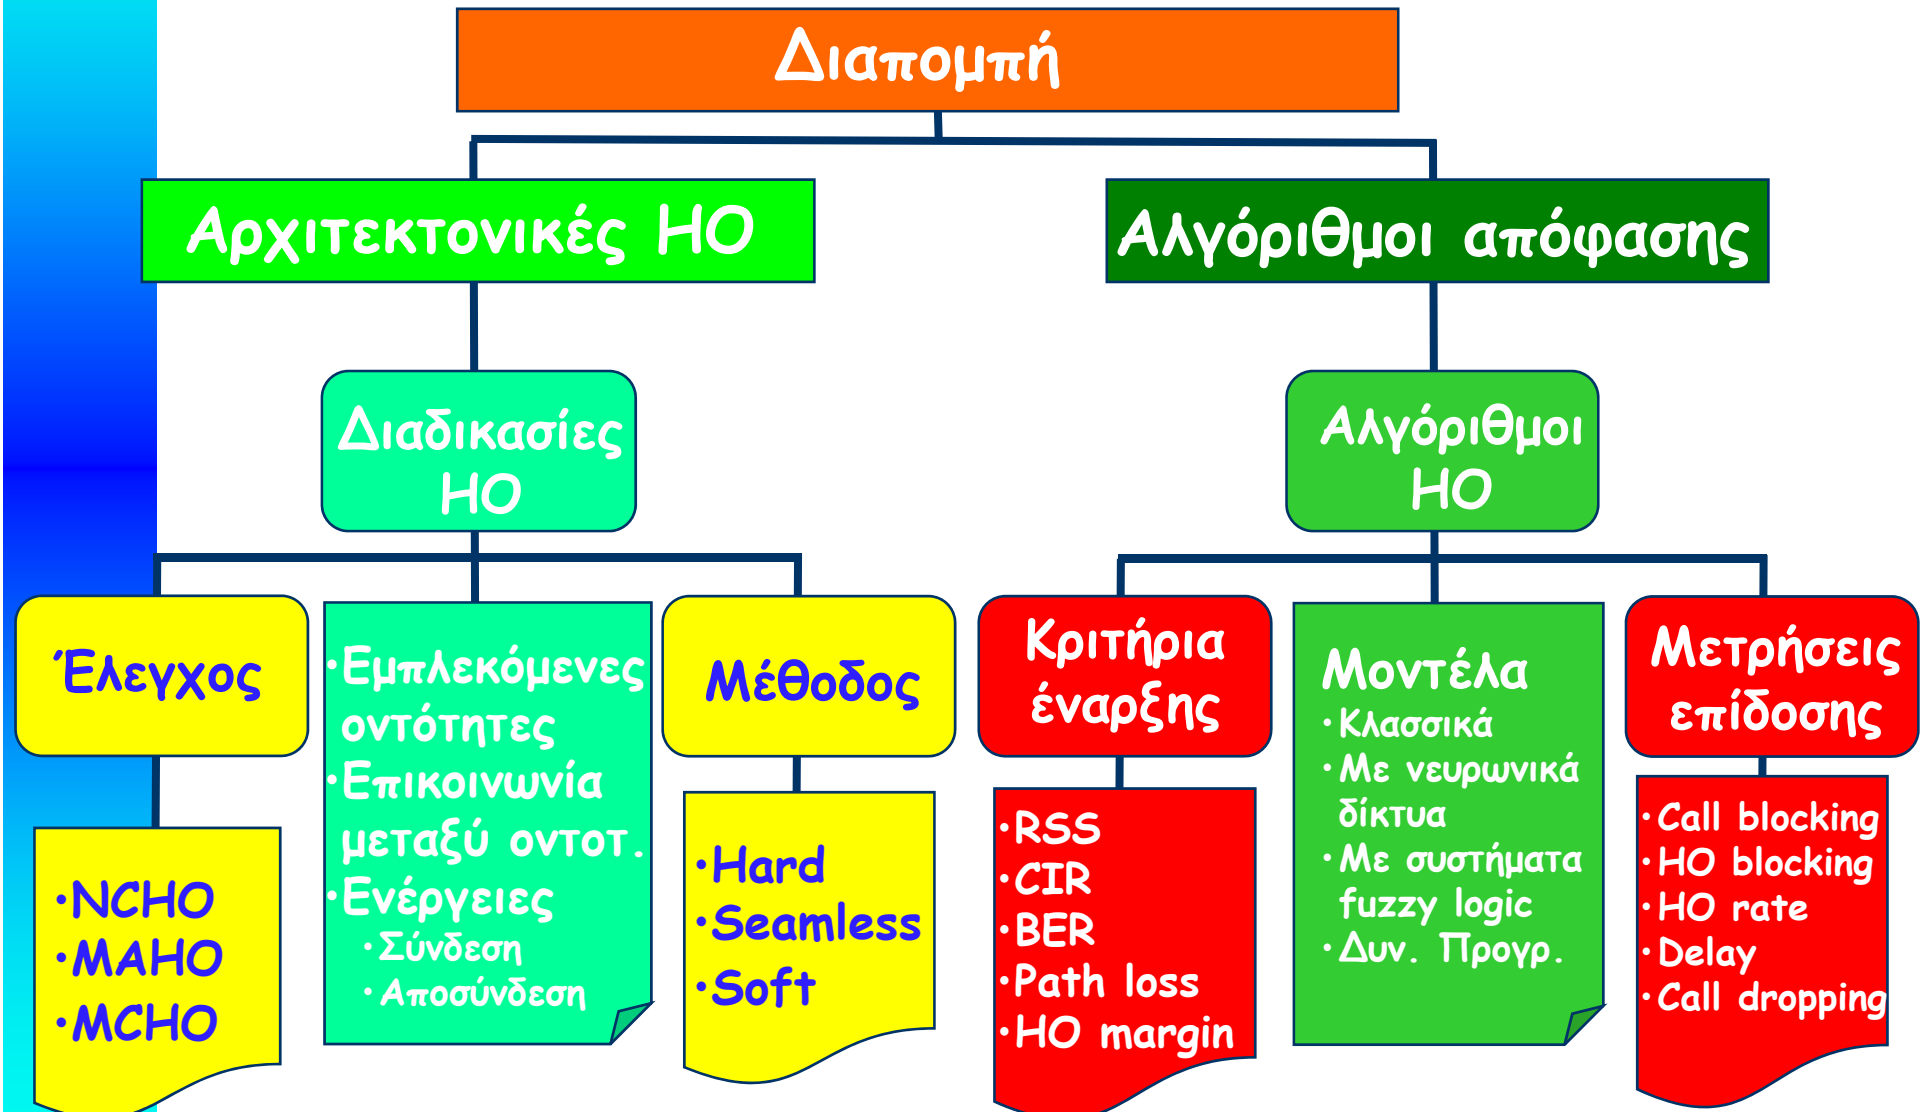 Διαπομπή
Αρχιτεκτονικές HO
Αλγόριθμοι απόφασης
Διαδικασίες
HO
Αλγόριθμοι
HO
Έλεγχος
•NCHO
•MAHO
•MCHO
•Εμπλεκόμενες
οντότητες
•Επικοινωνία
μεταξύ οντοτ.
•Ενέργειες
•Σύνδεση
•Αποσύνδεση
Μέθοδος
•Hard
•Seamless
•Soft
Κριτήρια
έναρξης
•RSS
•CIR
•BER
•Path loss
•HO margin
Μοντέλα
•Κλασσικά
•Με νευρωνικά
δίκτυα
•Με συστήματα
fuzzy logic
•Δυν. Προγρ.
Μετρήσεις
επίδοσης
•Call blocking
•HO blocking
•HO rate
•Delay
•Call dropping